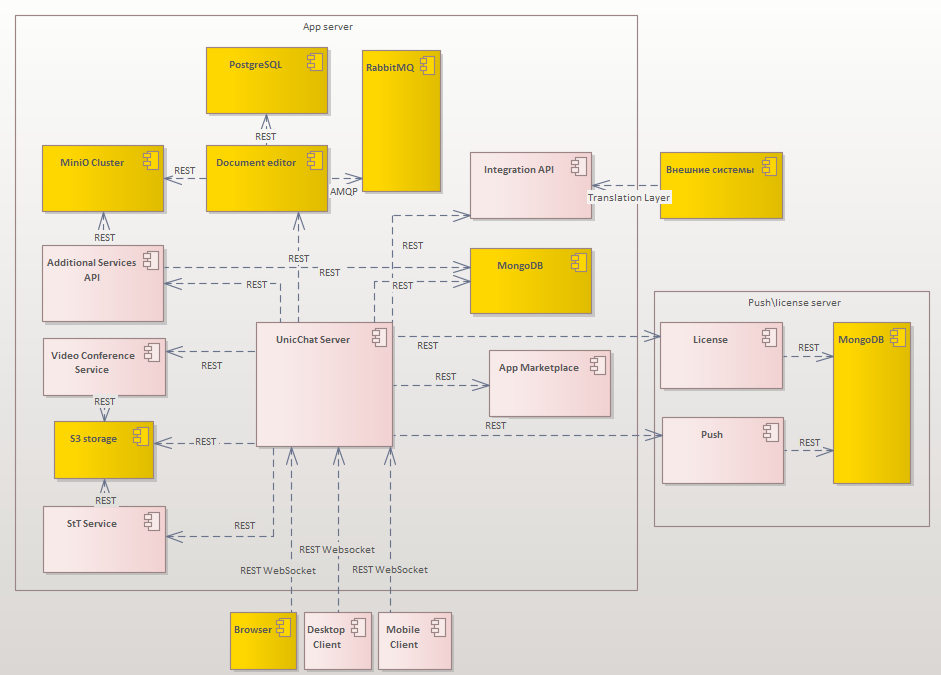 App server
PostgreSQL
RabbitMQ
REST
MiniO Cluster
REST
Document editor
AMQP
Integration API
Внешние системы
Translation Layer
REST
REST
Additional Services
API
REST
REST
REST
REST
MongoDB
Push\license server
UnicChat Server
License
REST
MongoDB
Video Conference
Service
REST
REST
App Marketplace
REST
REST
REST
S3 storage
REST
Push
REST
REST
StT Service
REST
REST Websocket
REST WebSocket
REST WebSocket
Browser
Desktop
Client
Mobile
Client